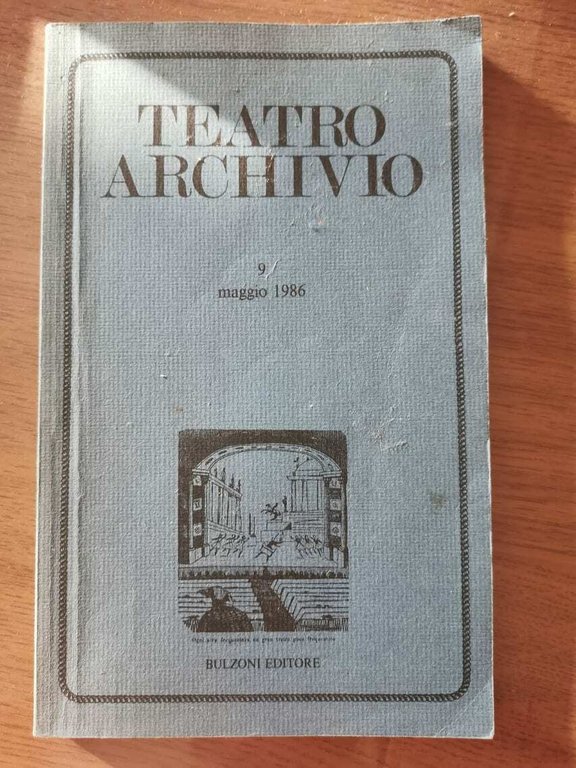 TEATRO
ARCHIVIO
9
maggio 1986
BULZONI EDITORE